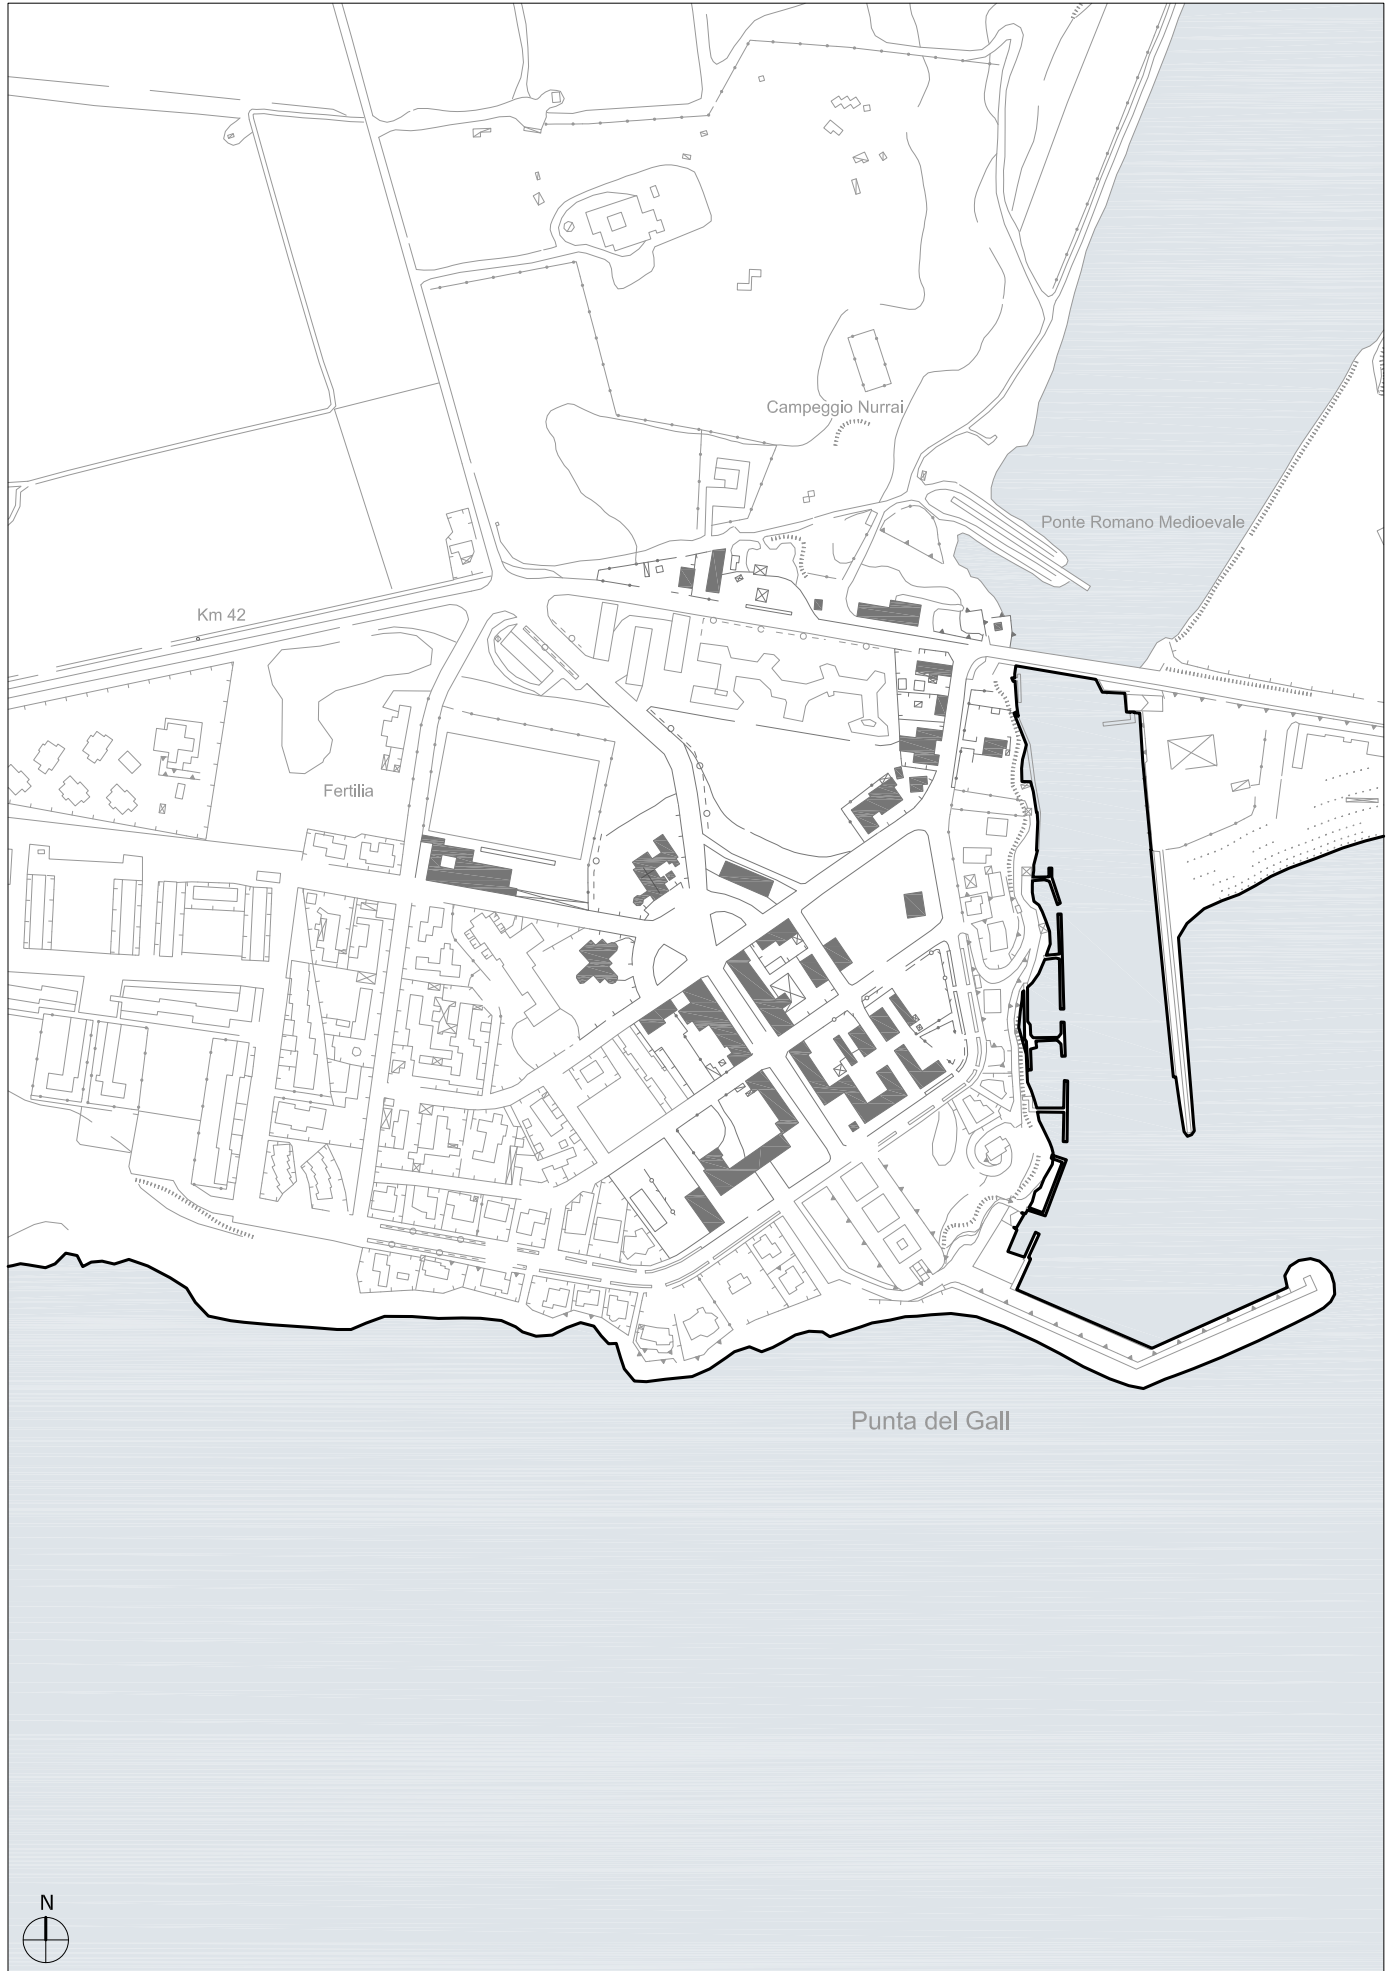 Campeggio Nurrai
Ponte Romano Medioevale
Km 42
Fertilia
Punta del Gall
N